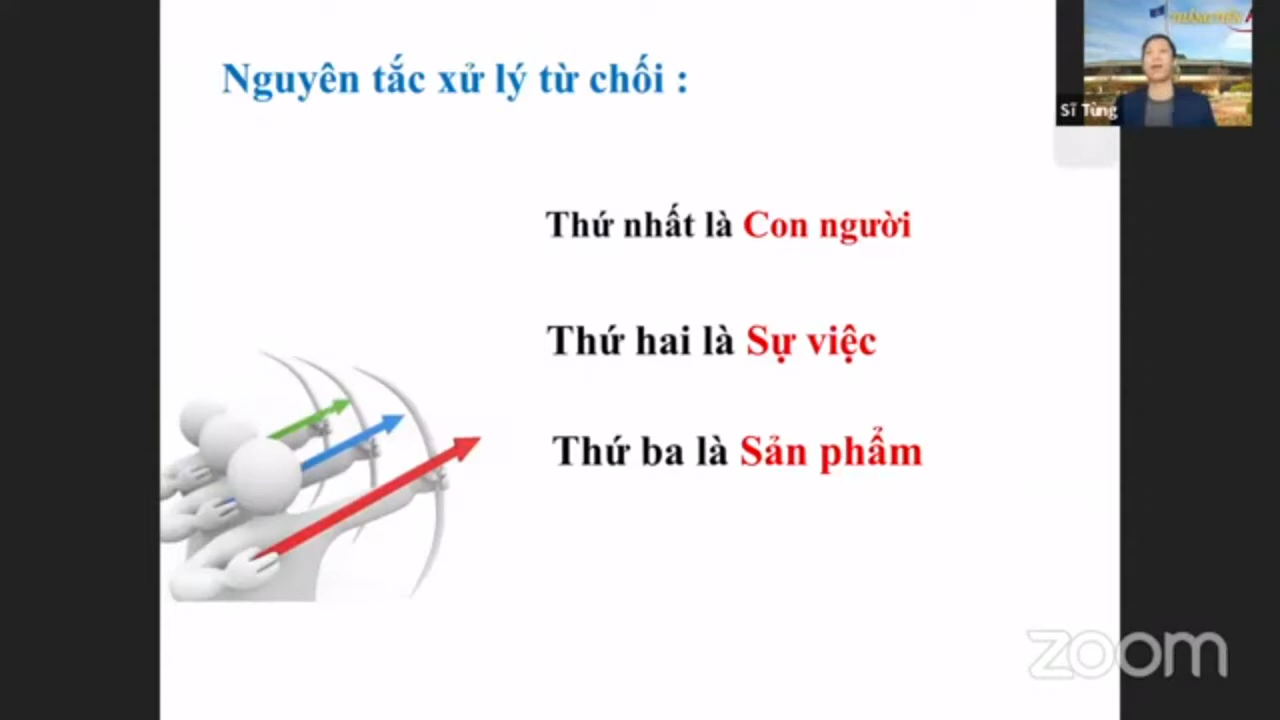 Nguyên tắc xử lý từ chối :
Sĩ Tùng
Thứ nhất là Con người
Thứ hai là Sự việc
Thứ ba là Sản phẩm
zoom